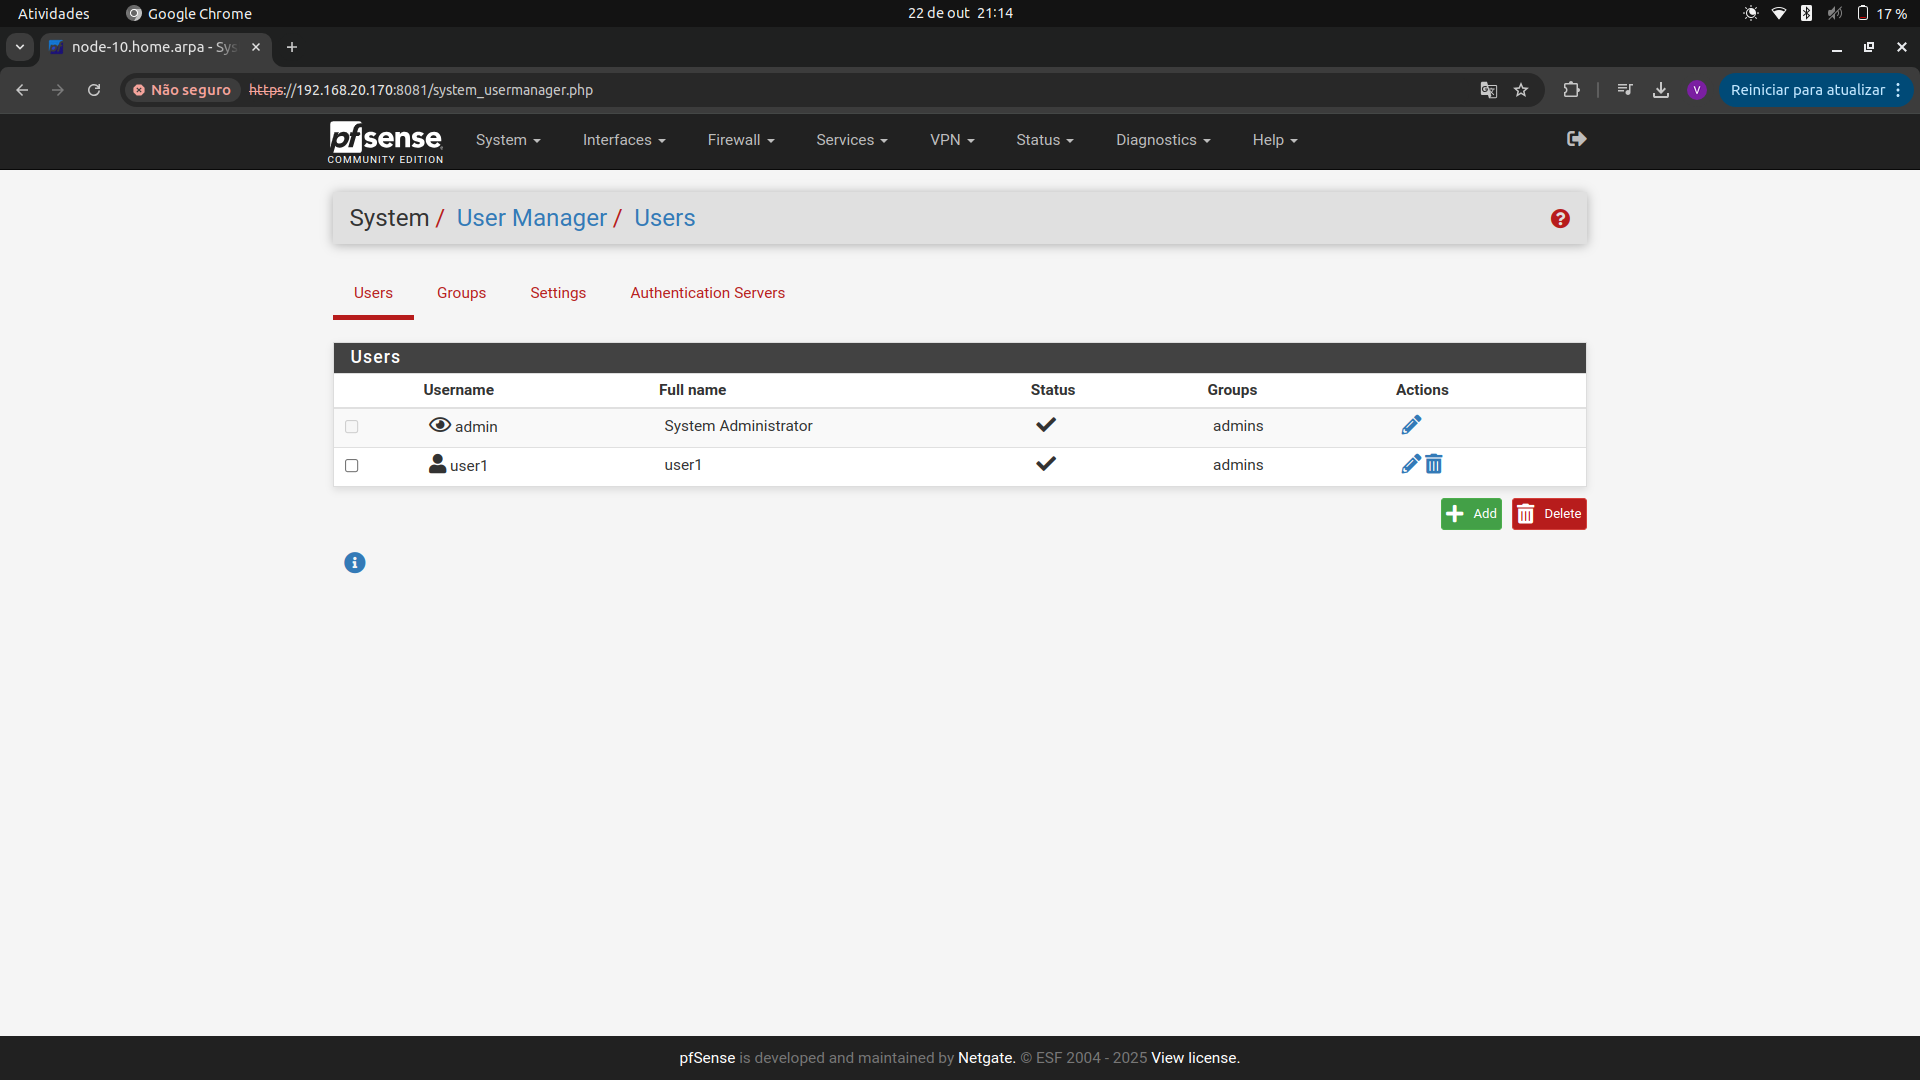 Atividades Google Chrome 22 de out 21:14 17 %
node-10.home.arpa - Sys
Não seguro https://192.168.20.170:8081/system_usermanager.php Reiniciar para atualizar
V
pfsense
COMMUNITY EDITION
System Interfaces Firewall Services VPN Status Diagnostics Help
System / User Manager / Users
Users Groups Settings Authentication Servers
Users
Username Full name Status Groups Actions
admin System Administrator admins
user1 user1 admins
Add Delete
pfSense is developed and maintained by Netgate. © ESF 2004 - 2025 View license.